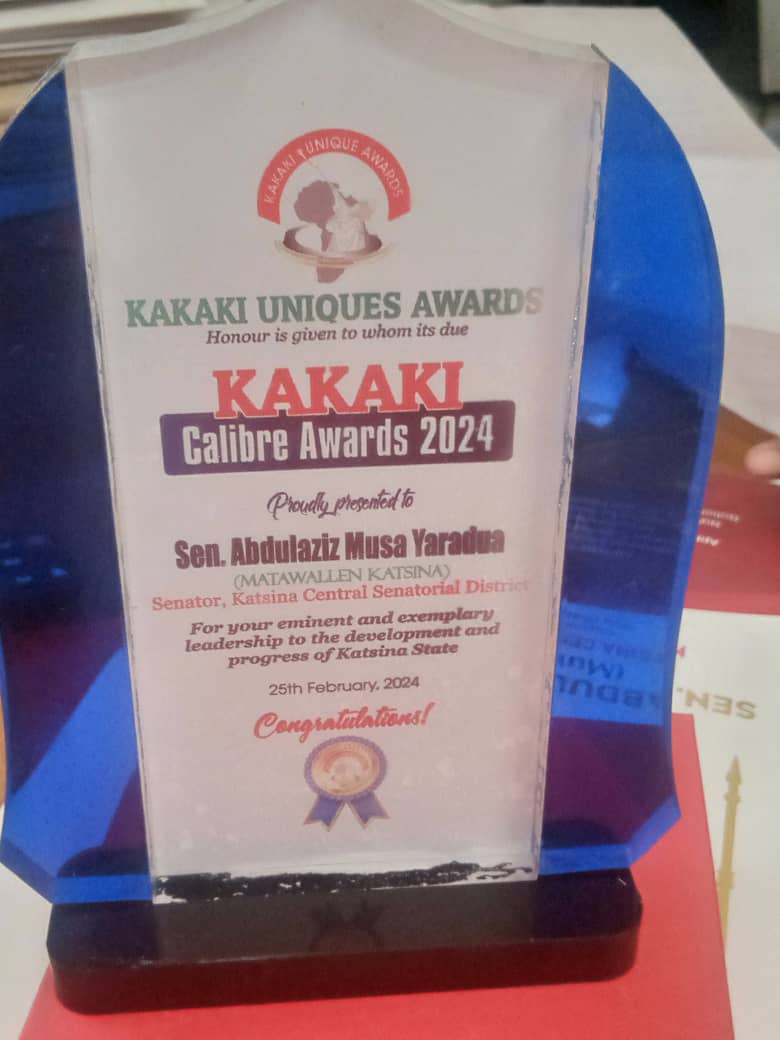 KAKAKI UNIQUE AWARDS
KAKAKI UNIQUES AWARDS
Honour is given to whom its due
KAKAKI
Calibre Awards 2024
Proudly presented to
Sen. Abdulaziz Musa Yaradua
(MATAWALLEN KATSINA)
Senator, Katsina Central Senatorial District
For your eminent and exemplary
leadership to the development and
progress of Katsina State
25th February, 2024
Congratulations!
SEN.